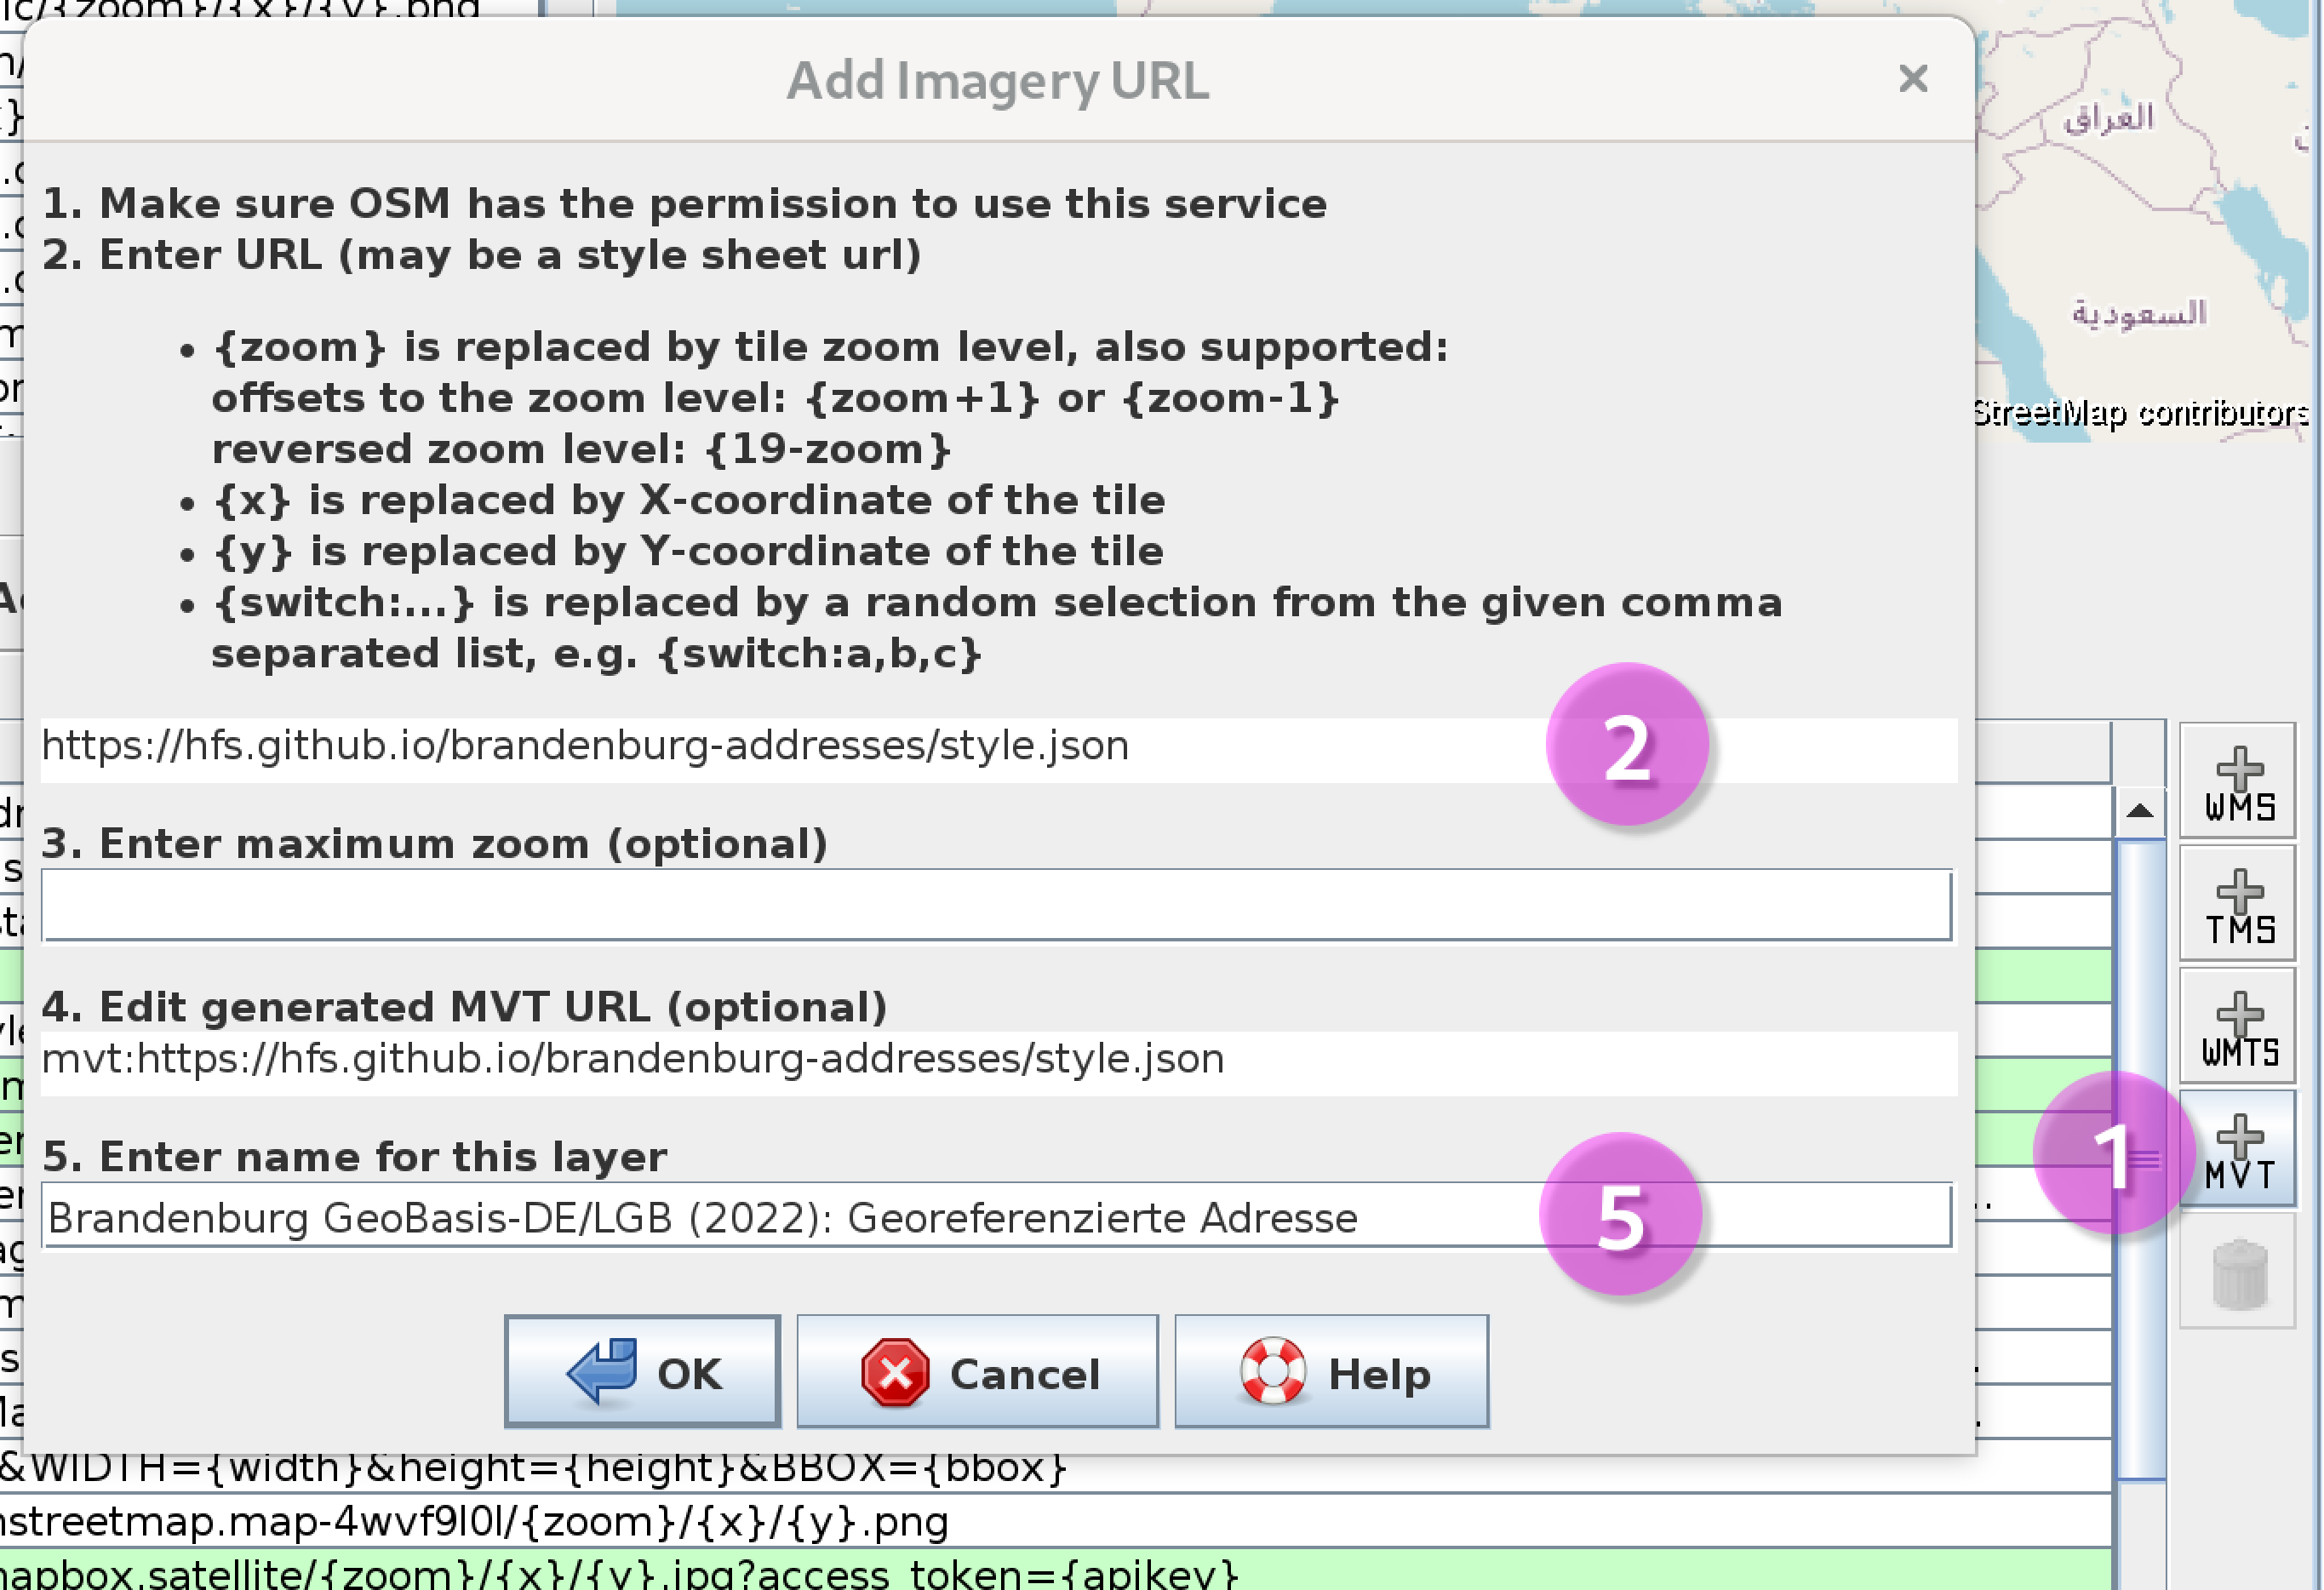 ic/{zoom}/{x}/{y}.png
Add Imagery URL
العراق
1. Make sure OSM has the permission to use this service
2. Enter URL (may be a style sheet url)
السعودية
• {zoom} is replaced by tile zoom level, also supported:
offsets to the zoom level: {zoom+1} or {zoom-1}
StreetMap contributors
reversed zoom level: {19-zoom}
• {x} is replaced by X-coordinate of the tile
• {y} is replaced by Y-coordinate of the tile
• {switch:...} is replaced by a random selection from the given comma
separated list, e.g. {switch:a,b,c}
https://hfs.github.io/brandenburg-addresses/style.json
2
WMS
3. Enter maximum zoom (optional)
TMS
4. Edit generated MVT URL (optional)
WMTS
mvt:https://hfs.github.io/brandenburg-addresses/style.json
5. Enter name for this layer
1
MVT
Brandenburg GeoBasis-DE/LGB (2022): Georeferenzierte Adresse
5
OK
Cancel
Help
&WIDTH={width}&height={height}&BBOX={bbox}
nstreetmap.map-4wvf9l0l/{zoom}/{x}/{y}.png
mapbox.satellite/{zoom}/{x}/{y}.jpg?access_token={apikey}